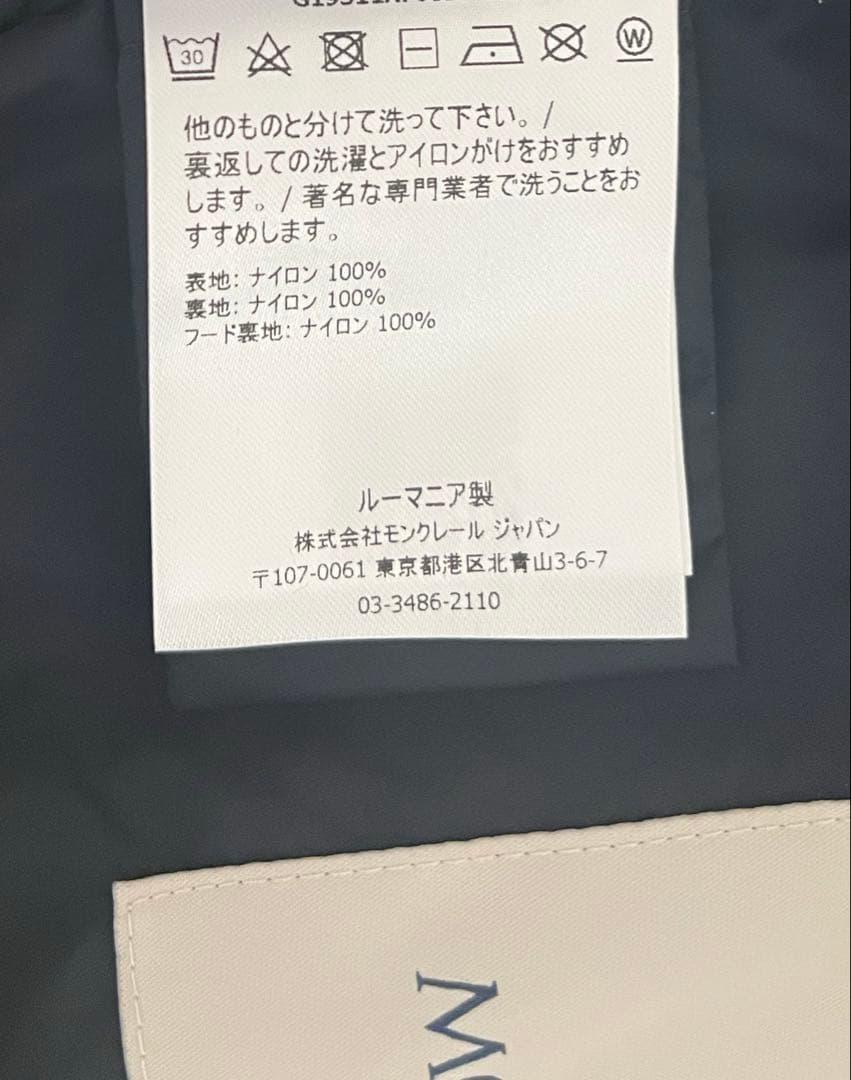 30
W
他のものと分けて洗って下さい。/
裏返しての洗濯とアイロンがけをおすすめ
します。/ 著名な専門業者で洗うことをお
すすめします。
表地: ナイロン 100%
裏地: ナイロン 100%
フード裏地: ナイロン 100%
ルーマニア製
株式会社モンクレール ジャパン
〒107-0061 東京都港区北青山3-6-7
03-3486-2110